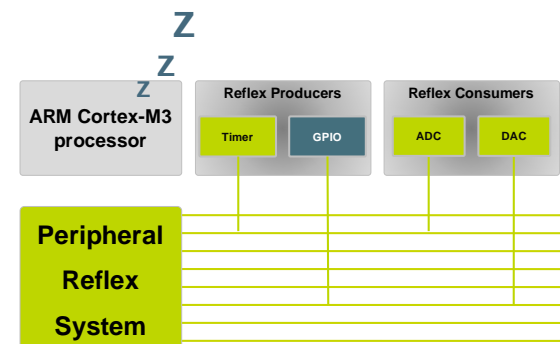 Z
Z
Z
ARM Cortex-M3
processor
Reflex Producers
Timer
GPIO
Reflex Consumers
ADC
DAC
Peripheral
Reflex
System